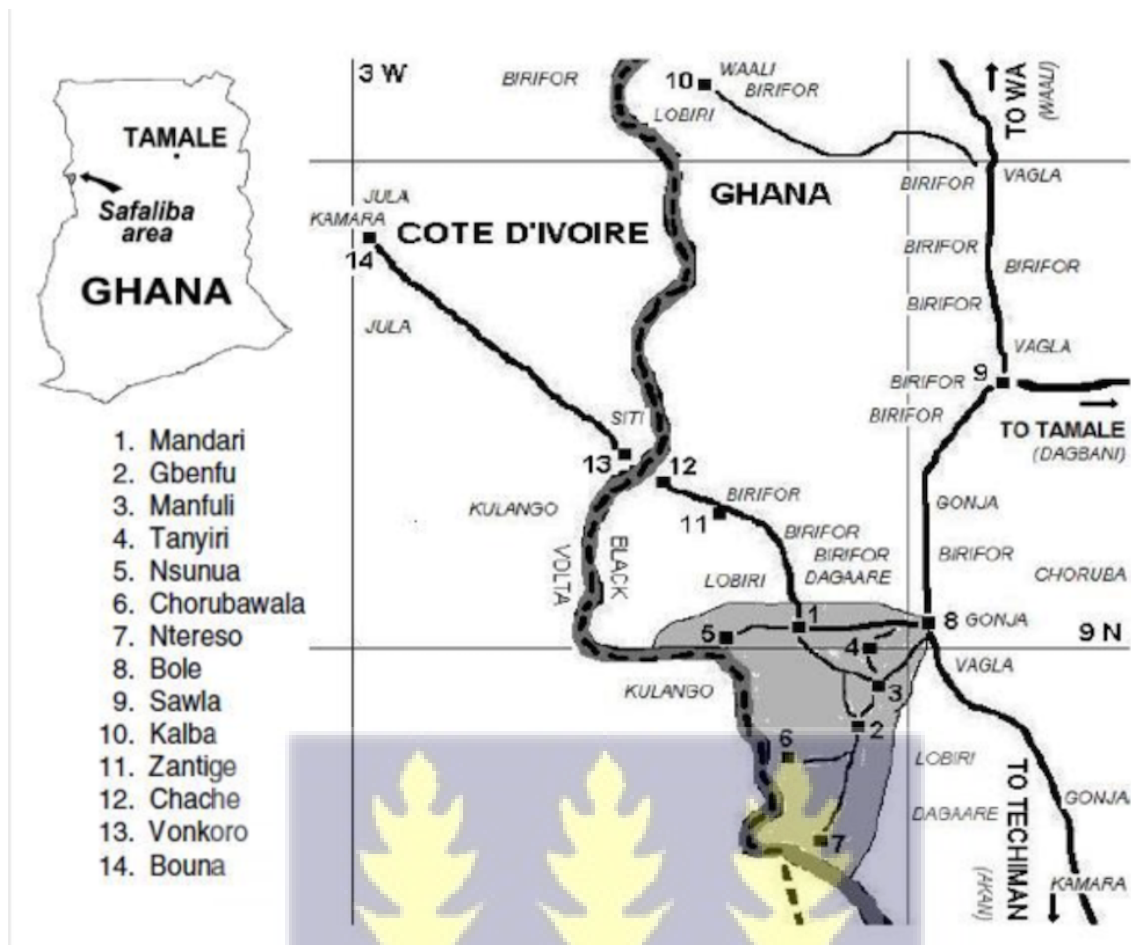 TAMALE
Safaliba
area
GHANA
1. Mandari
2. Gbenfu
3. Manfuli
4. Tanyiri
5. Nsunua
6. Chorubawala
7. Ntereso
8. Bole
9. Sawla
10. Kalba
11. Zantige
12. Chache
13. Vonkoro
14. Bouna
3 W
BIRIFOR
10
WAALI
BIRIFOR
LOBIRI
TO WA
(WAALI)
JULA
KAMARA
14
COTE D'IVOIRE
GHANA
BIRIFOR
VAGLA
BIRIFOR
BIRIFOR
BIRIFOR
JULA
VAGLA
BIRIFOR
9
BIRIFOR
TO TAMALE
(DAGBANI)
SITI
13
12
KULANGO
BIRIFOR
11
BIRIFOR
BIRIFOR
DAGAARE
LOBIRI
GONJA
BIRIFOR
CHORUBA
BLACK
VOLTA
5
1
8
GONJA
9 N
4
VAGLA
KULANGO
3
2
6
LOBIRI
DAGAARE
7
GONJA
TO TECHIMAN
(AKAN)
KAMARA